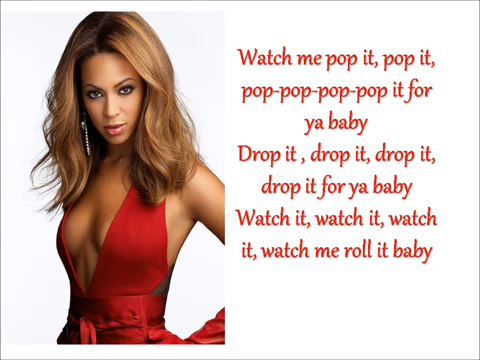 Watch me pop it, pop it,
pop-pop-pop-pop it for
ya baby
Drop it , drop it, drop it,
drop it for ya baby
Watch it, watch it, watch
it, watch me roll it baby